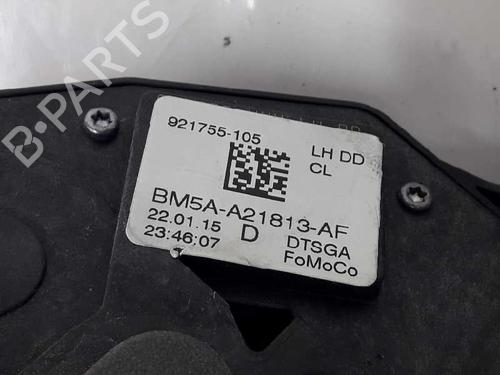 B-PARTS
921755-105
LH DD
CL
BM5A-A21813-AF
22.01.15
23:46:07
D
DTSGA
FoMoCo